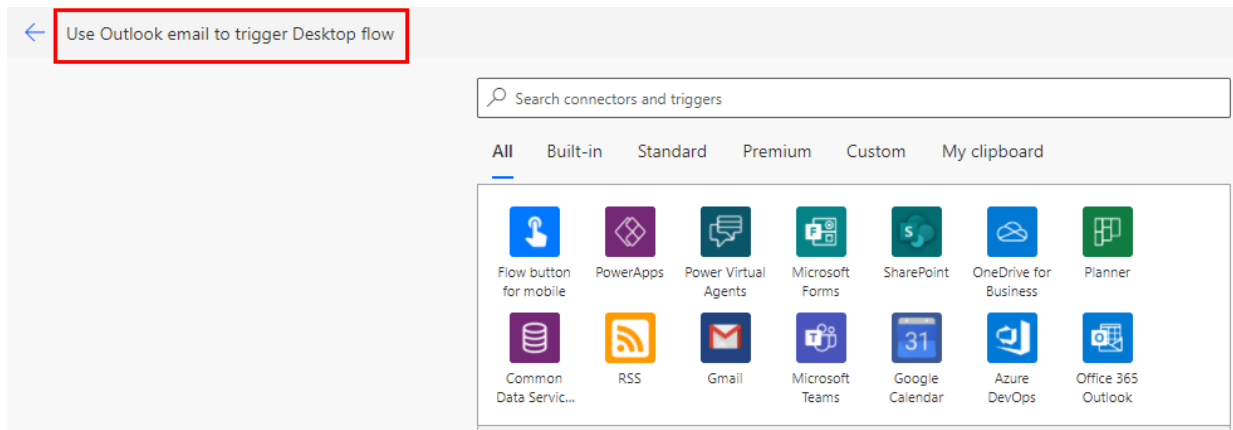 Use Outlook email to trigger Desktop flow
Search connectors and triggers
All Built-in Standard Premium Custom My clipboard
Flow button for mobile
PowerApps
Power Virtual Agents
Microsoft Forms
SharePoint
OneDrive for Business
Planner
Common Data Servic...
RSS
Gmail
Microsoft Teams
31
Google Calendar
Azure DevOps
Office 365 Outlook